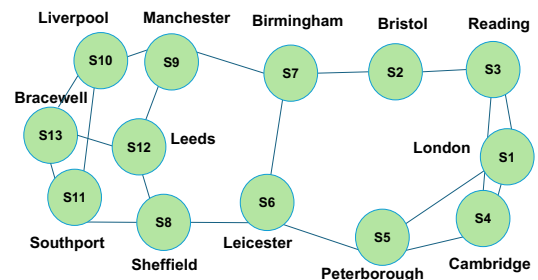 Liverpool
Manchester
Birmingham
Bristol
Reading
S10
S9
S7
S2
S3
Bracewell
S13
S12
Leeds
London
S1
S11
S8
S6
S5
S4
Southport
Sheffield
Leicester
Peterborough
Cambridge